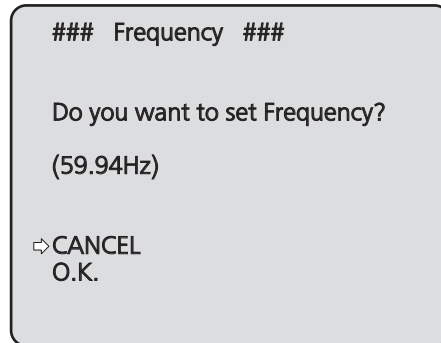 ### Frequency ###
Do you want to set Frequency?
(59.94Hz)
⇨CANCEL
O.K.